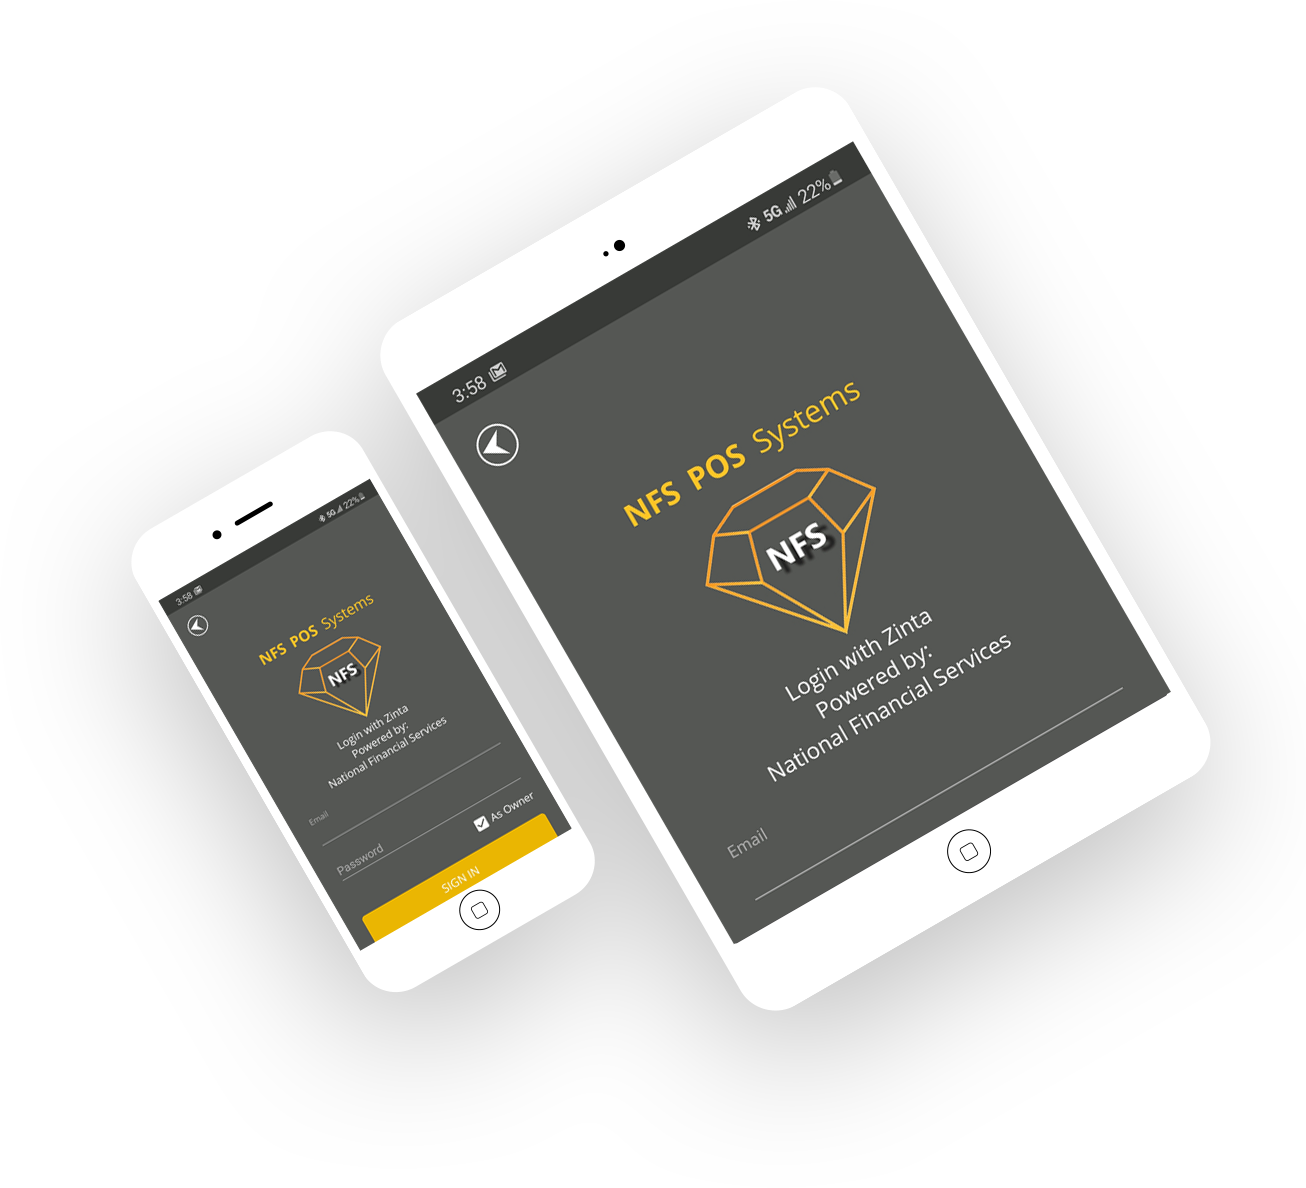 3:58 5G 22%
NFS POS Systems
NFS
Login with Zinta
Powered by:
National Financial Services
Email
Password
As Owner
SIGN IN
3:58 5G 22%
NFS POS Systems
NFS
Login with Zinta
Powered by:
National Financial Services
Email